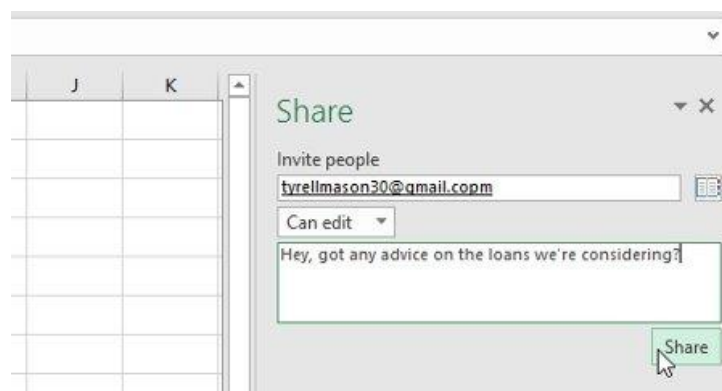 J K
Share
Invite people
tyrellmason30@gmail.copm
Can edit
Hey, got any advice on the loans we're considering?
Share